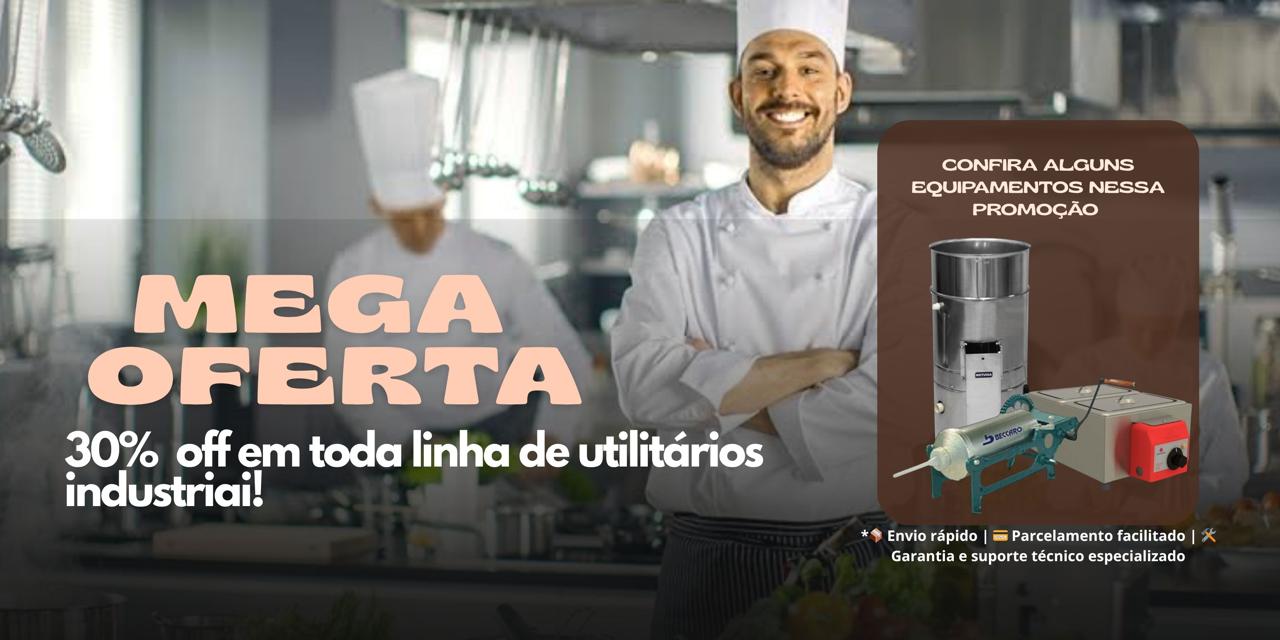 MEGA
OFERTA
30% off em toda linha de utilitários
industriai!
CONFIRA ALGUNS
EQUIPAMENTOS NESSA
PROMOÇÃO
BECCARO
*📦 Envio rápido | 💳 Parcelamento facilitado | 🛠️
Garantia e suporte técnico especializado